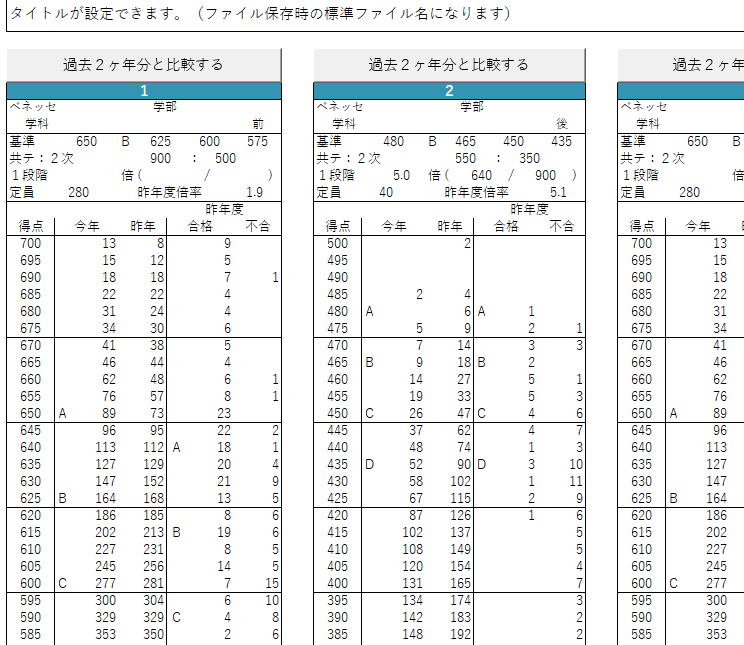 タイトルが設定できます。（ファイル保存時の標準ファイル名になります）
過去２ヶ年分と比較する 過去２ヶ年分と比較する 過去２ヶ年
1 2
ベネッセ 学部 ベネッセ 学部 ベネッセ
学科 前 学科 後 学科
基準 650 B 625 600 575 基準 480 B 465 450 435 基準 650 B
共テ：２次 900 ： 500 共テ：２次 550 ： 350 共テ：２次
１段階 倍( / ) １段階 5.0 倍( 640 / 900 ) １段階 倍
定員 280 昨年度倍率 1.9 定員 40 昨年度倍率 5.1 定員 280
昨年度 昨年度
得点 今年 昨年 合格 不合 得点 今年 昨年 合格 不合 得点 今年
700 13 8 9 500 2 700 13
695 15 12 5 495 695 15
690 18 18 7 1 490 690 18
685 22 22 4 485 2 4 685 22
680 31 24 4 480 A 6 A 1 680 31
675 34 30 6 475 5 9 2 1 675 34
670 41 38 5 470 7 14 3 3 670 41
665 46 44 4 465 B 9 18 B 2 665 46
660 62 48 6 1 460 14 27 5 1 660 62
655 76 57 8 1 455 19 33 5 3 655 76
650 A 89 73 23 450 C 26 47 C 4 6 650 A 89
645 96 95 22 2 445 37 62 4 7 645 96
640 113 112 A 18 1 440 48 74 1 3 640 113
635 127 129 20 4 435 D 52 90 D 3 10 635 127
630 147 152 21 9 430 58 102 1 11 630 147
625 B 164 168 13 5 425 67 115 2 9 625 B 164
620 186 185 8 6 420 87 126 1 6 620 186
615 202 213 B 19 6 415 102 137 5 615 202
610 227 231 8 5 410 108 149 5 610 227
605 245 256 14 5 405 120 154 4 605 245
600 C 277 281 7 15 400 131 165 7 600 C 277
595 300 304 6 10 395 134 174 3 595 300
590 329 329 C 4 8 390 142 183 2 590 329
585 353 350 2 6 385 148 192 2 585 353